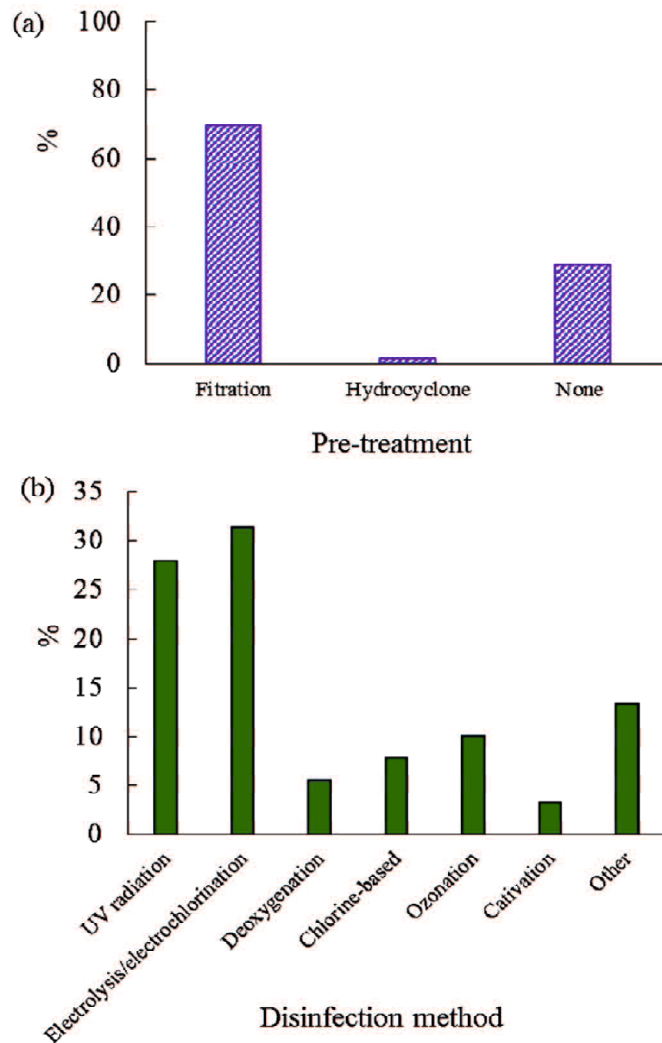 (a)
100
80
60
40
20
0
%
Fitration Hydrocyclone None
Pre-treatment
(b)
35
30
25
20
15
10
5
0
%
UV radiation
Electrolysis/electrochlorination
Deoxygenation
Chlorine-based
Ozonation
Cativation
Other
Disinfection method